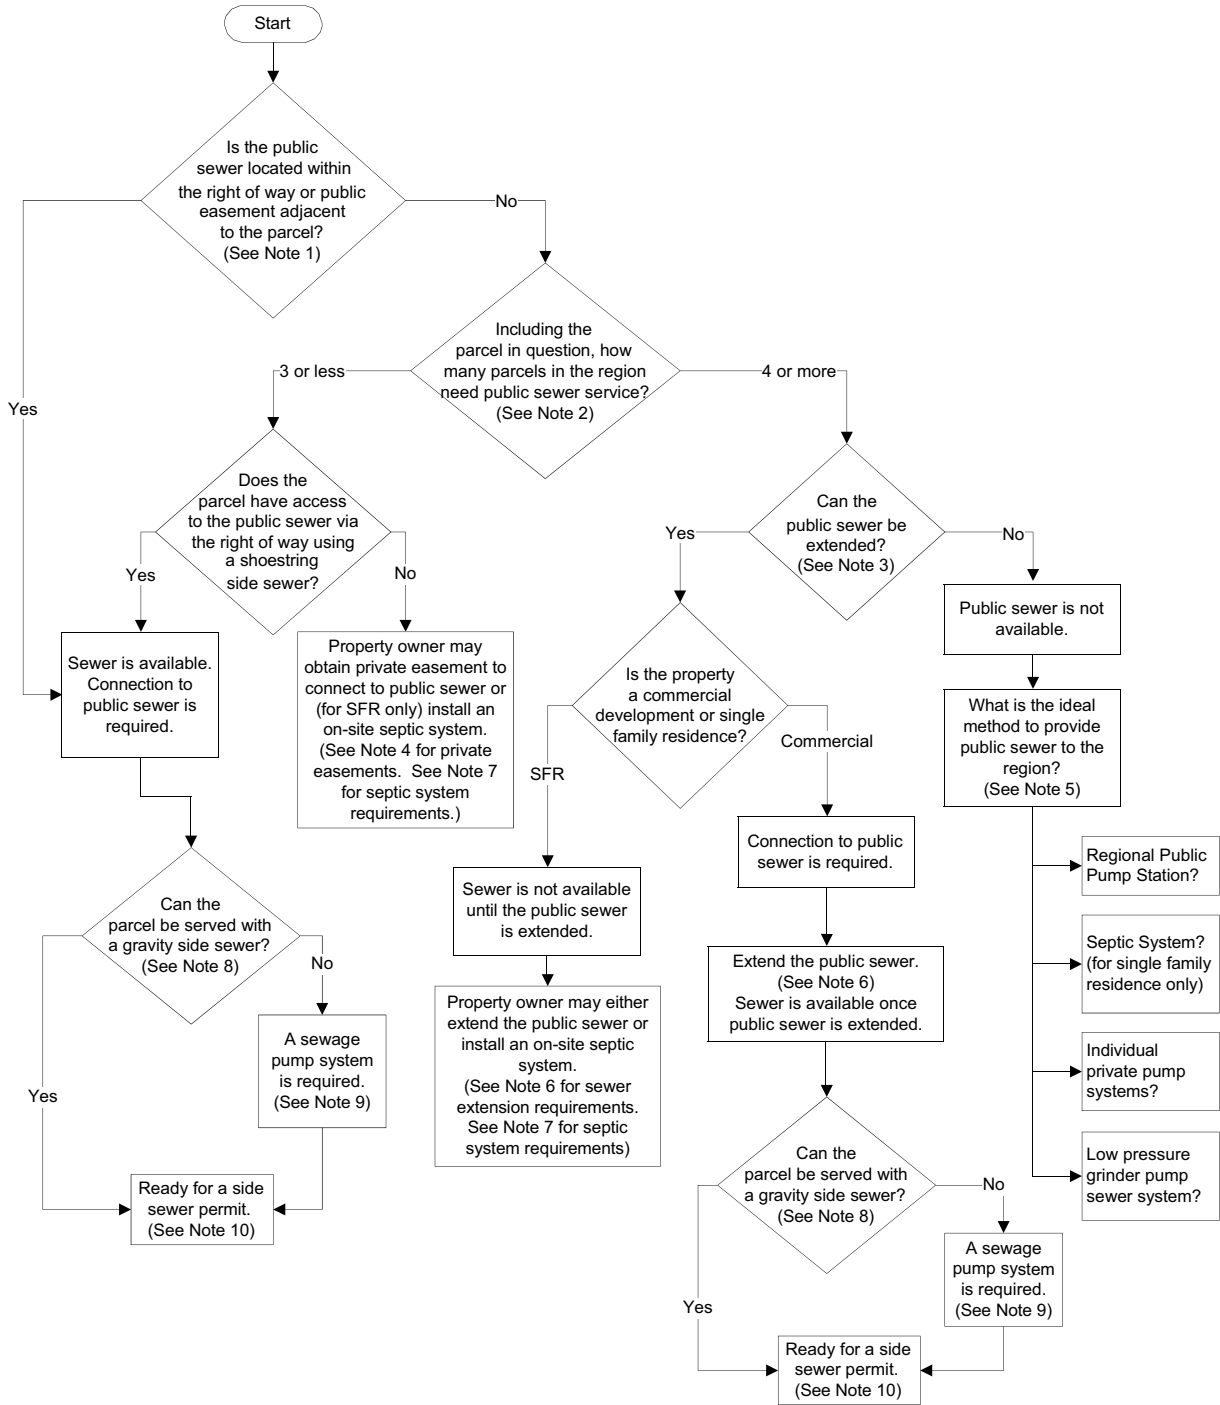 Start
Is the public
sewer located within
the right of way or public
easement adjacent
to the parcel?
(See Note 1)
No
Yes
Including the
parcel in question, how
many parcels in the region
need public sewer service?
(See Note 2)
3 or less
4 or more
Does the
parcel have access
to the public sewer via
the right of way using
a shoestring
side sewer?
Yes
No
Can the
public sewer be
extended?
(See Note 3)
Yes
No
Sewer is available.
Connection to
public sewer is
required.
Property owner may
obtain private easement to
connect to public sewer or
(for SFR only) install an
on-site septic system.
(See Note 4 for private
easements.  See Note 7
for septic system
requirements.)
Is the property
a commercial
development or single
family residence?
SFR
Commercial
Public sewer is not
available.
What is the ideal
method to provide
public sewer to the
region?
(See Note 5)
Regional Public
Pump Station?
Septic System?
(for single family
residence only)
Individual
private pump
systems?
Low pressure
grinder pump
sewer system?
Can the
parcel be served with
a gravity side sewer?
(See Note 8)
Yes
No
A sewage
pump system
is required.
(See Note 9)
Ready for a side
sewer permit.
(See Note 10)
Sewer is not available
until the public sewer
is extended.
Property owner may either
extend the public sewer or
install an on-site septic
system.
(See Note 6 for sewer
extension requirements.
See Note 7 for septic
system requirements)
Connection to public
sewer is required.
Extend the public sewer.
(See Note 6)
Sewer is available once
public sewer is extended.
Can the
parcel be served with
a gravity side sewer?
(See Note 8)
Yes
No
A sewage
pump system
is required.
(See Note 9)
Ready for a side
sewer permit.
(See Note 10)